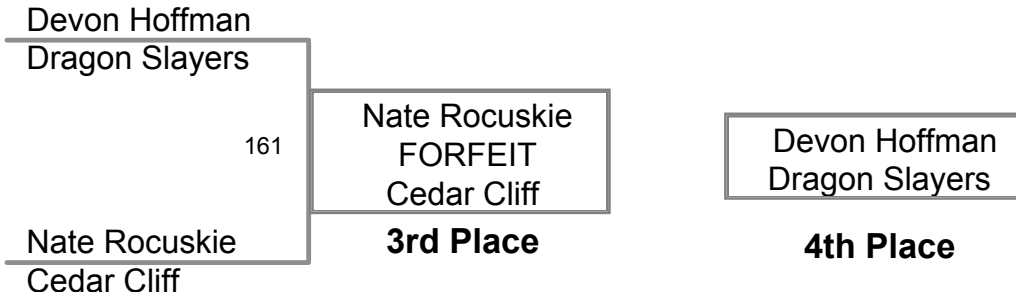 Devon Hoffman
Dragon Slayers
161
Nate Rocuskie
FORFEIT
Cedar Cliff
3rd Place
Devon Hoffman
Dragon Slayers
4th Place
Nate Rocuskie
Cedar Cliff